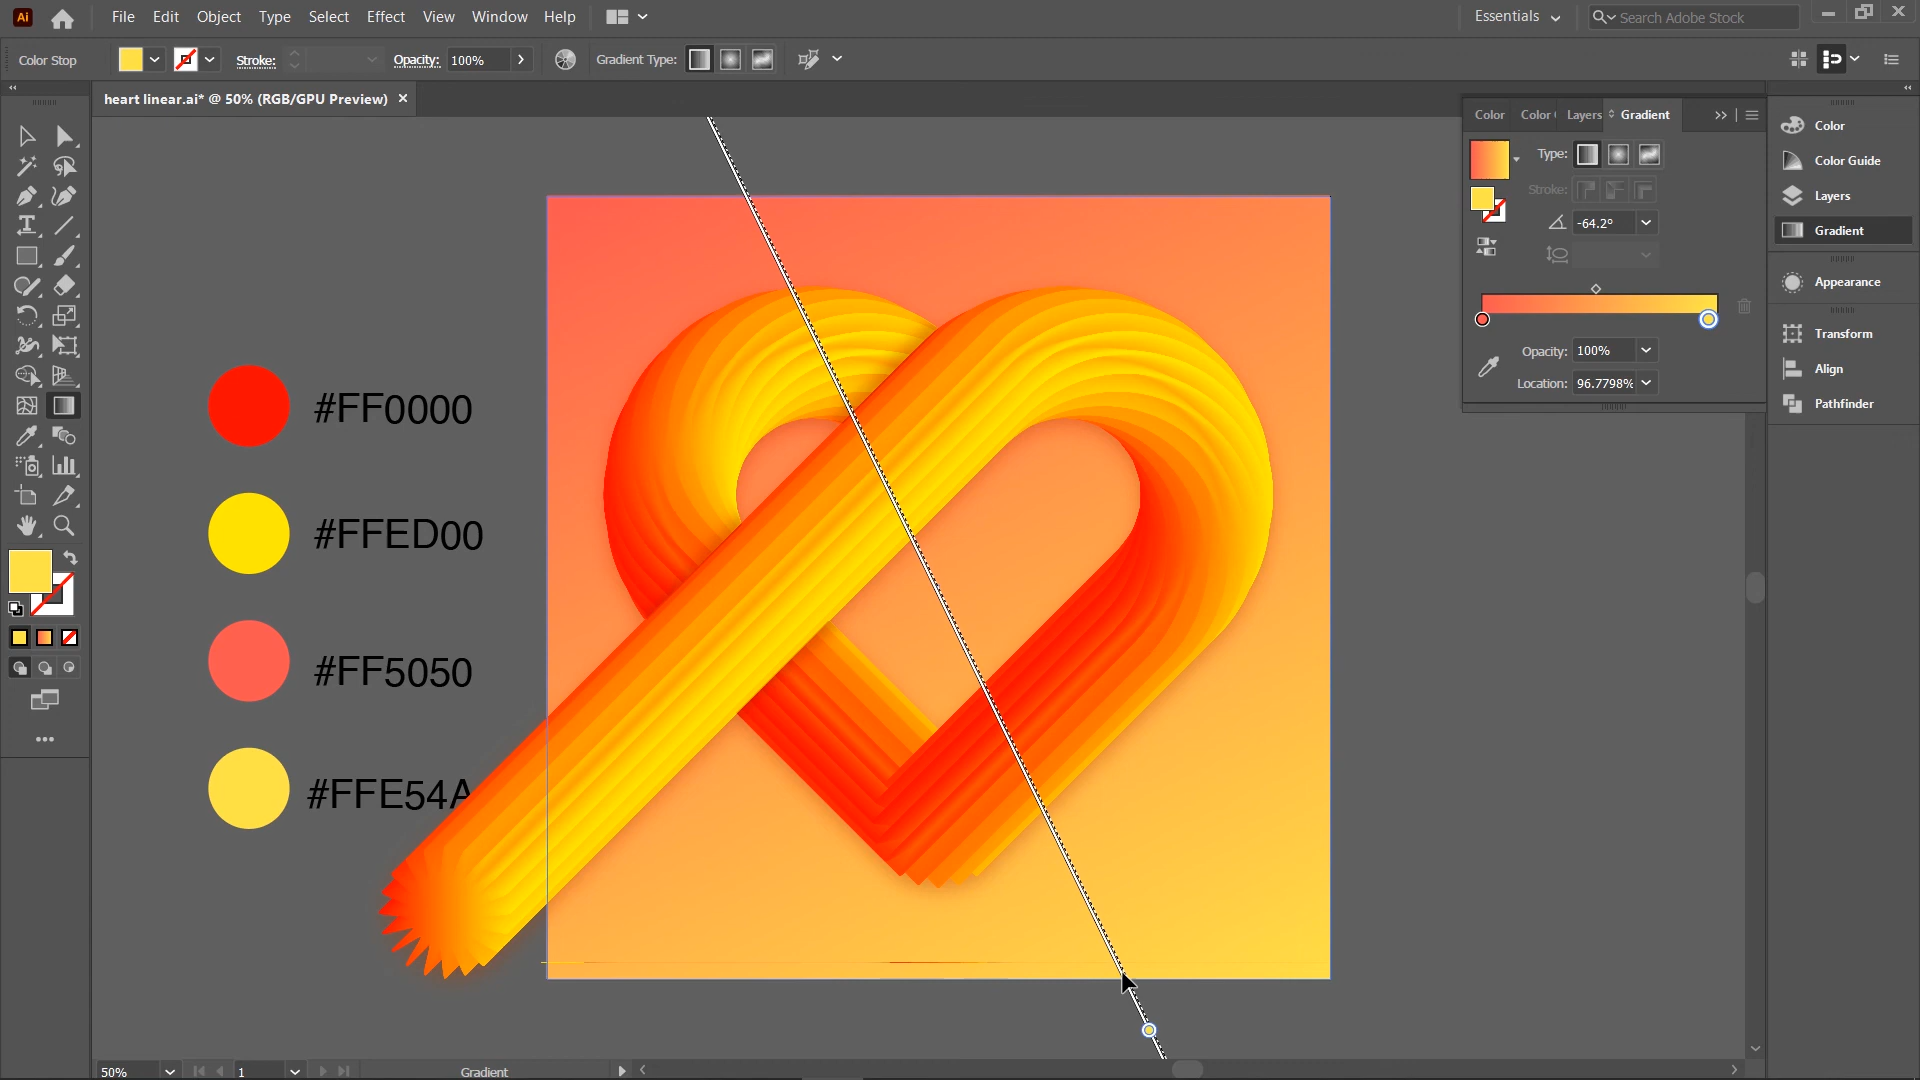 Ai File Edit Object Type Select Effect View Window Help Essentials Search Adobe Stock
Color Stop Stroke: Opacity: 100% Gradient Type:
heart linear.ai* @ 50% (RGB/GPU Preview)
Color Color Layers Gradient
Type:
Stroke:
-64.2°
Opacity: 100%
Location: 96.7798%
Color
Color Guide
Layers
Gradient
Appearance
Transform
Align
Pathfinder
#FF0000
#FFED00
#FF5050
#FFE54A
50% 1 Gradient